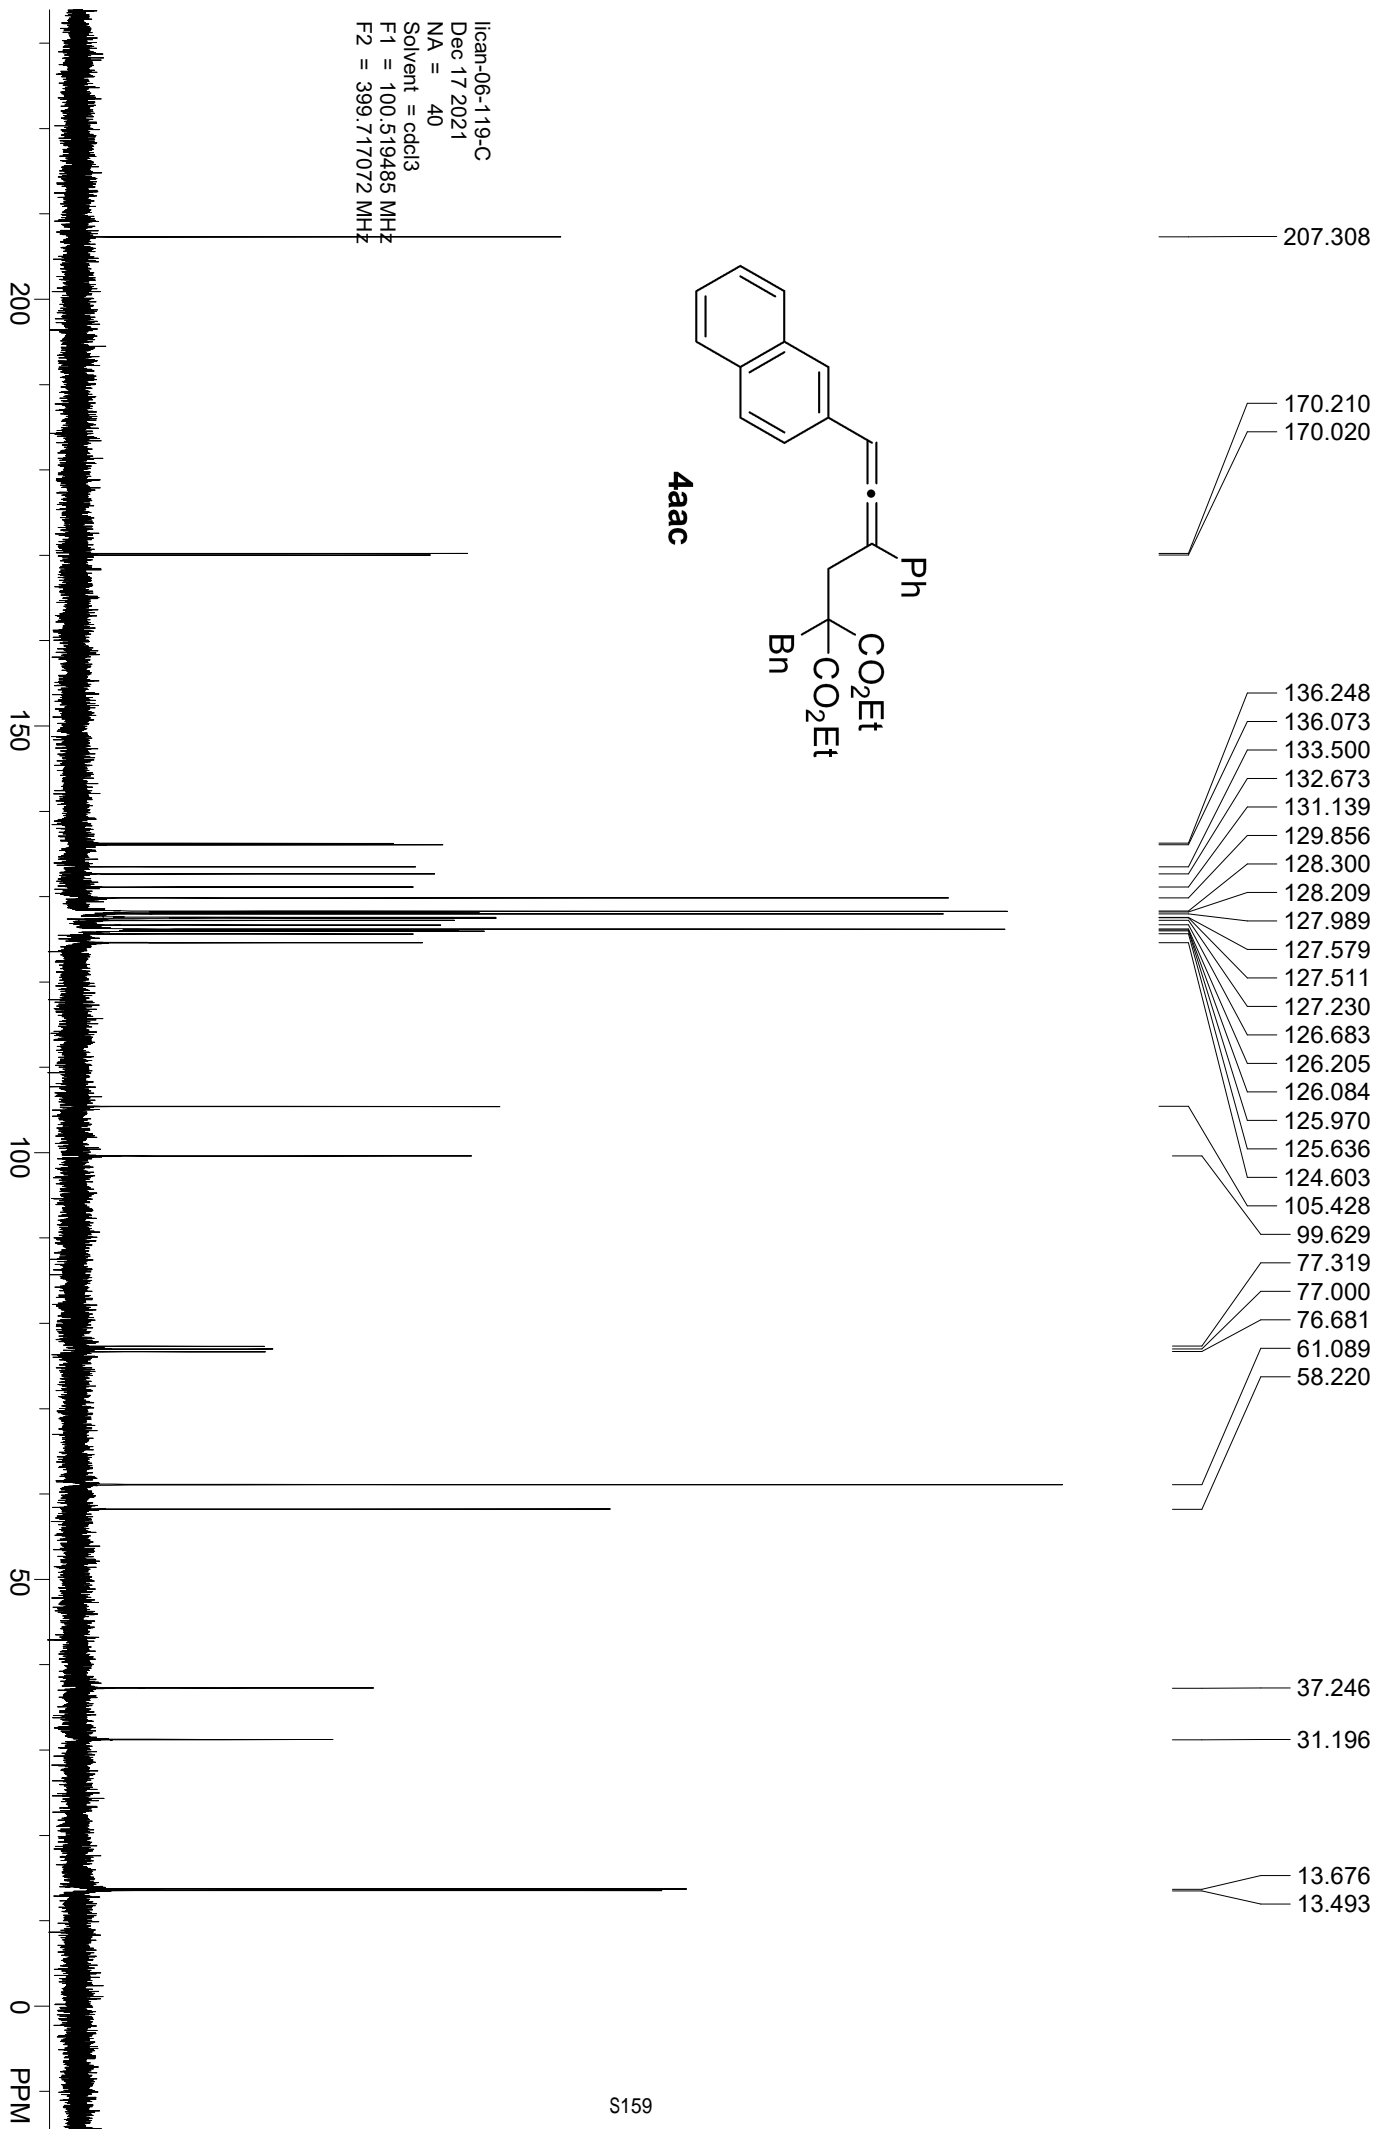 lican-06-119-C
Dec 17 2021
NA = 40
Solvent = cdcl3
F1 = 100.519485 MHz
F2 = 399.717072 MHz
207.308
170.210
170.020
136.248
136.073
133.500
132.673
131.139
129.856
128.300
128.209
127.989
127.579
127.511
127.230
126.683
126.205
126.084
125.970
125.636
124.603
105.428
99.629
77.319
77.000
76.681
61.089
58.220
37.246
31.196
13.676
13.493
Ph
CO2Et
CO2Et
Bn
4aac
200
150
100
50
0
PPM
S159